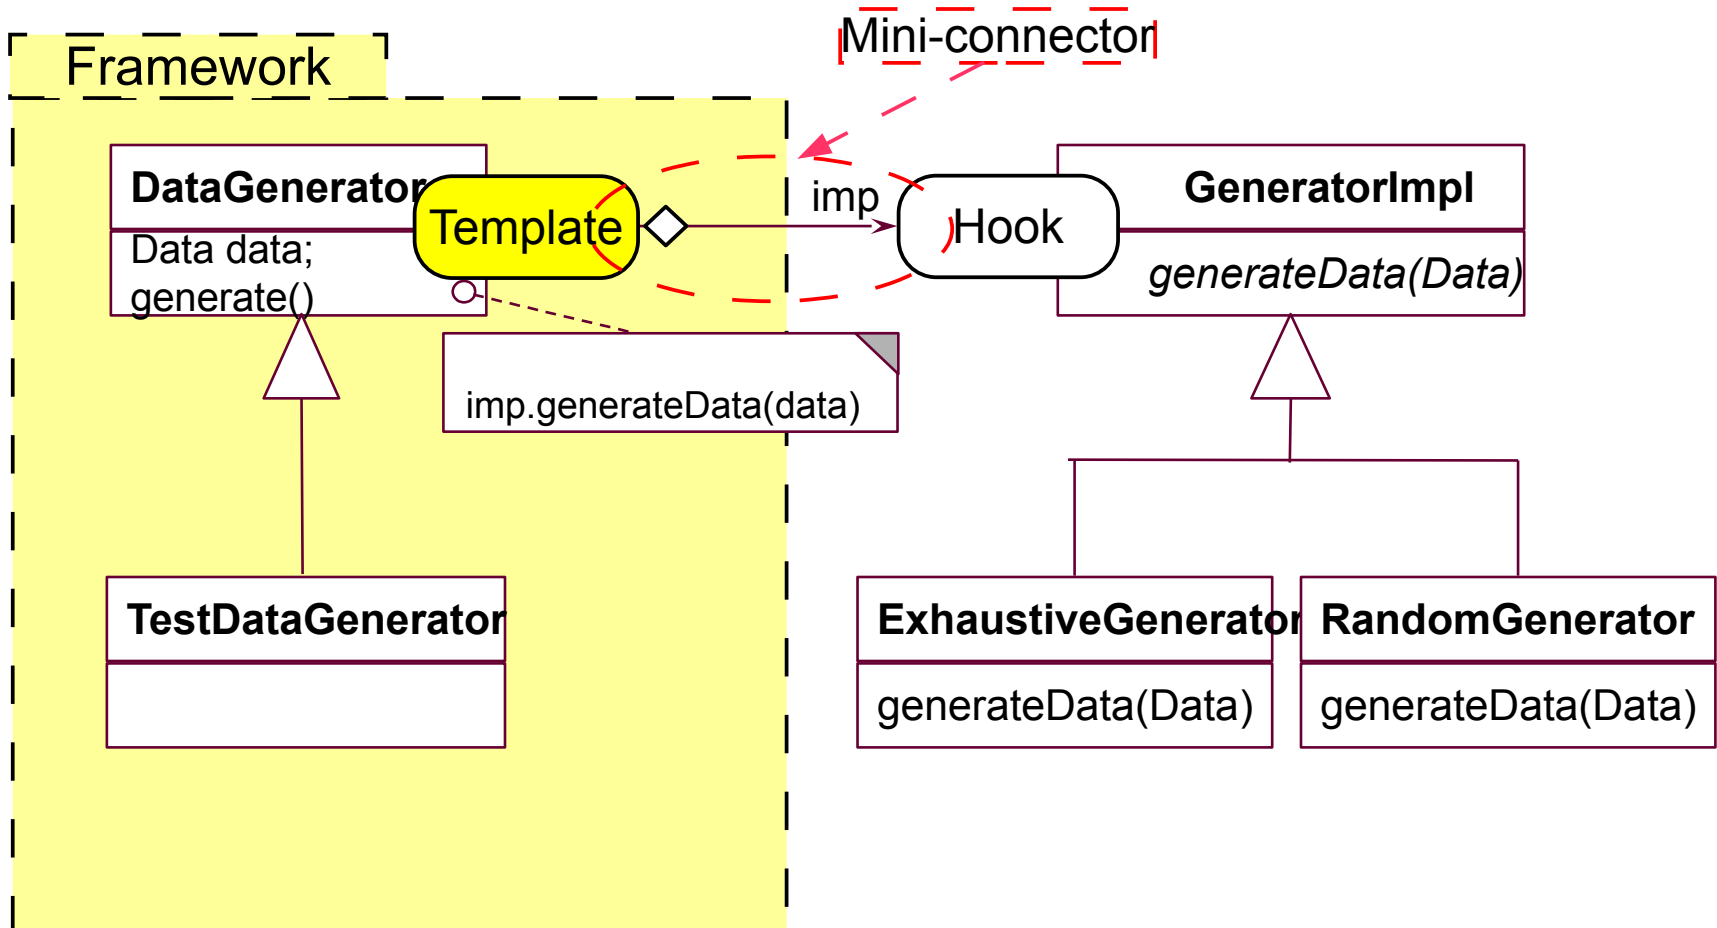 Mini-connector
Framework
DataGenerator
Data data;
generate()
Template
imp
Hook
GeneratorImpl
generateData(Data)
imp.generateData(data)
TestDataGenerator
ExhaustiveGenerator
generateData(Data)
RandomGenerator
generateData(Data)